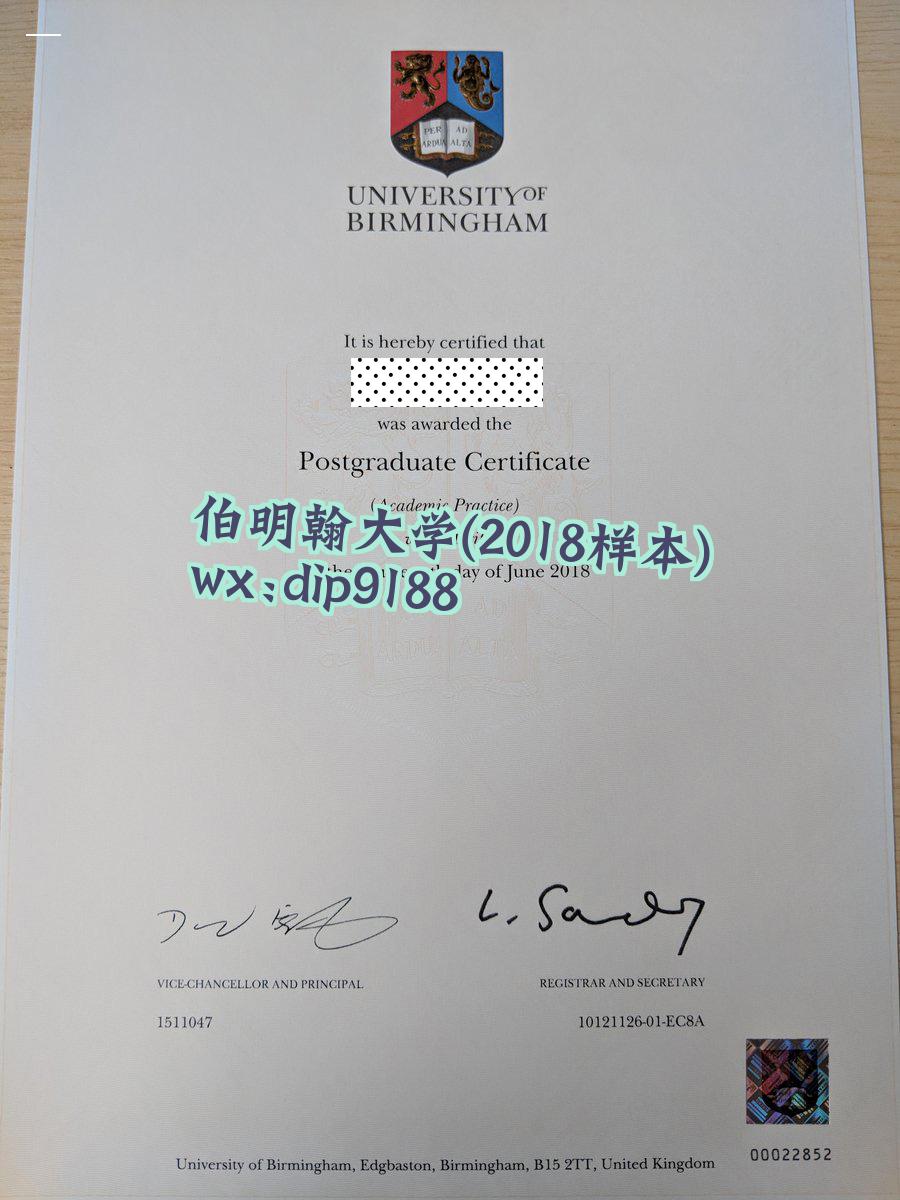 PER AD
ARDUA ALTA
UNIVERSITY OF
BIRMINGHAM
It is hereby certified that
was awarded the
Postgraduate Certificate
(Academic Practice)
伯明翰大学(2018样本)
day of June 2018
wx:dip9188
AD
ARDUA ALTA
VICE-CHANCELLOR AND PRINCIPAL
REGISTRAR AND SECRETARY
1511047
10121126-01-EC8A
00022852
University of Birmingham, Edgbaston, Birmingham, B15 2TT, United Kingdom